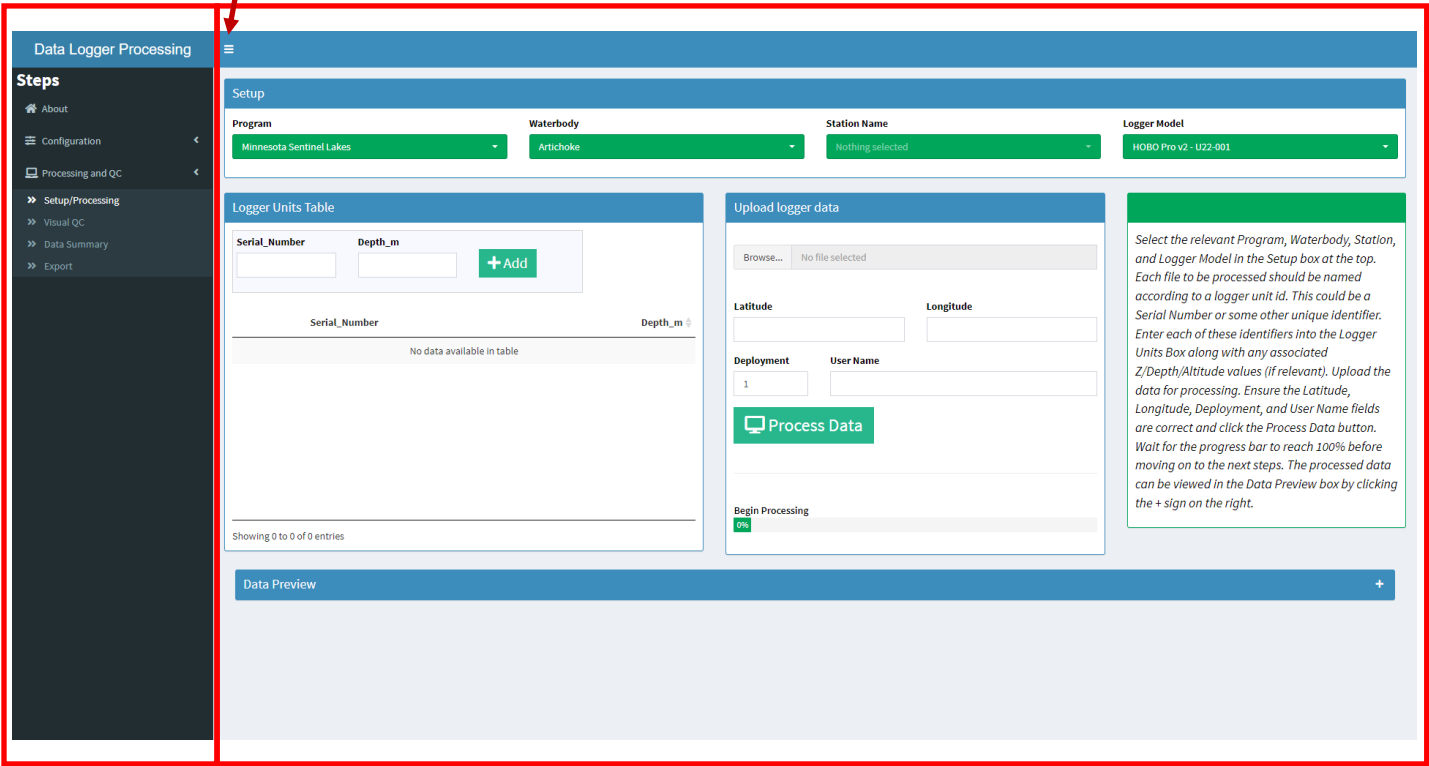 Data Logger Processing
Steps
About
Configuration
Processing and QC
Setup/Processing
Visual QC
Data Summary
Export
Setup
Program
Waterbody
Station Name
Logger Model
Minnesota Sentinel Lakes
Artichoke
Nothing selected
HOBO Pro v2 - U22-001
Logger Units Table
Serial_Number
Depth_m
+ Add
Serial_Number
Depth_m
No data available in table
Showing 0 to 0 of 0 entries
Upload logger data
Browse...
No file selected
Latitude
Longitude
Deployment
User Name
1
Process Data
Begin Processing
0%
Select the relevant Program, Waterbody, Station,
and Logger Model in the Setup box at the top.
Each file to be processed should be named
according to a logger unit id. This could be a
Serial Number or some other unique identifier.
Enter each of these identifiers into the Logger
Units Box along with any associated
Z/Depth/Altitude values (if relevant). Upload the
data for processing. Ensure the Latitude,
Longitude, Deployment, and User Name fields
are correct and click the Process Data button.
Wait for the progress bar to reach 100% before
moving on to the next steps. The processed data
can be viewed in the Data Preview box by clicking
the + sign on the right.
Data Preview
+